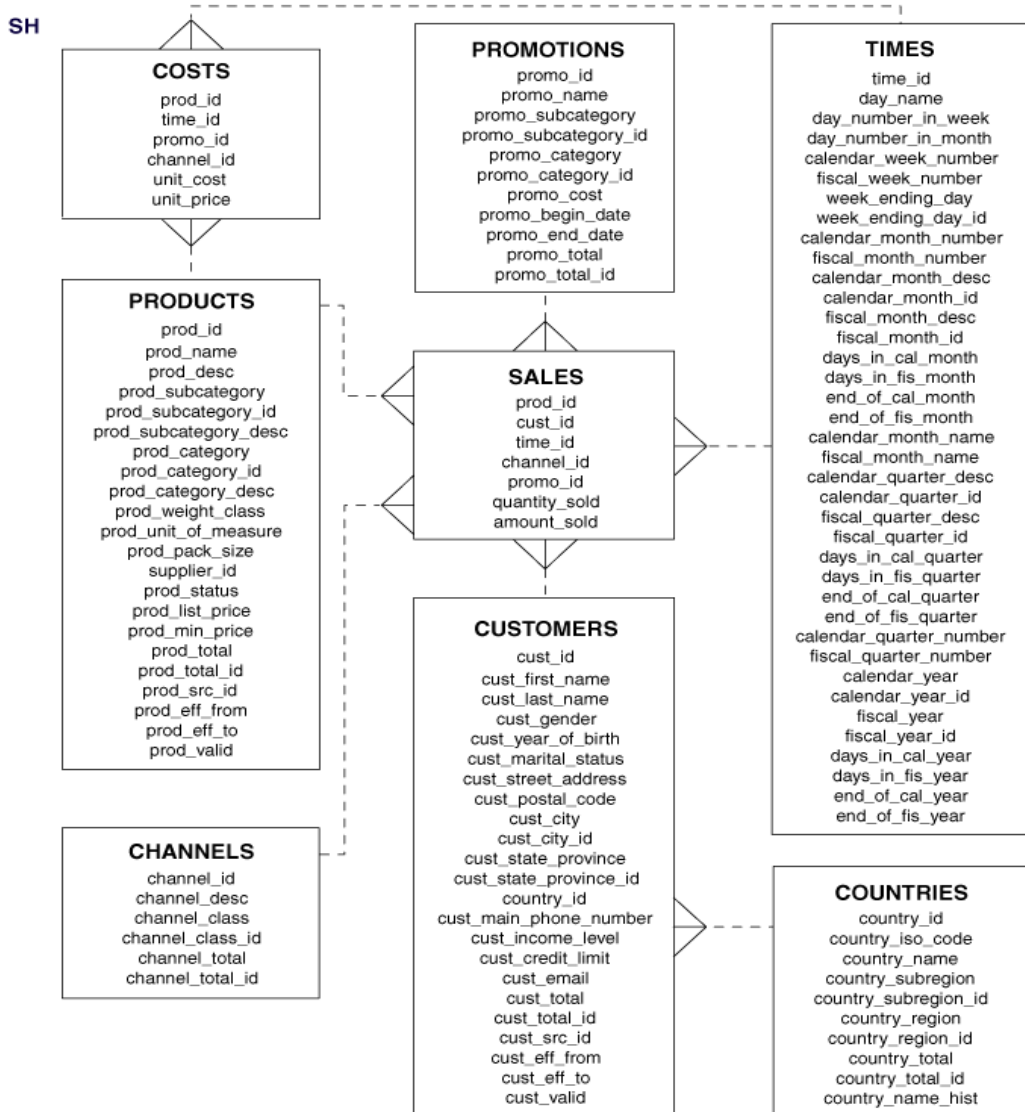 SH
COSTS
prod_id
time_id
promo_id
channel_id
unit_cost
unit_price
PROMOTIONS
promo_id
promo_name
promo_subcategory
promo_subcategory_id
promo_category
promo_category_id
promo_cost
promo_begin_date
promo_end_date
promo_total
promo_total_id
TIMES
time_id
day_name
day_number_in_week
day_number_in_month
calendar_week_number
fiscal_week_number
week_ending_day
week_ending_day_id
calendar_month_number
fiscal_month_number
calendar_month_desc
calendar_month_id
fiscal_month_desc
fiscal_month_id
days_in_cal_month
days_in_fis_month
end_of_cal_month
end_of_fis_month
calendar_month_name
fiscal_month_name
calendar_quarter_desc
calendar_quarter_id
fiscal_quarter_desc
fiscal_quarter_id
days_in_cal_quarter
days_in_fis_quarter
end_of_cal_quarter
end_of_fis_quarter
calendar_quarter_number
fiscal_quarter_number
calendar_year
calendar_year_id
fiscal_year
fiscal_year_id
days_in_cal_year
days_in_fis_year
end_of_cal_year
end_of_fis_year
PRODUCTS
prod_id
prod_name
prod_desc
prod_subcategory
prod_subcategory_id
prod_subcategory_desc
prod_category
prod_category_id
prod_category_desc
prod_weight_class
prod_unit_of_measure
prod_pack_size
supplier_id
prod_status
prod_list_price
prod_min_price
prod_total
prod_total_id
prod_src_id
prod_eff_from
prod_eff_to
prod_valid
SALES
prod_id
cust_id
time_id
channel_id
promo_id
quantity_sold
amount_sold
CUSTOMERS
cust_id
cust_first_name
cust_last_name
cust_gender
cust_year_of_birth
cust_marital_status
cust_street_address
cust_postal_code
cust_city
cust_city_id
cust_state_province
cust_state_province_id
country_id
cust_main_phone_number
cust_income_level
cust_credit_limit
cust_email
cust_total
cust_total_id
cust_src_id
cust_eff_from
cust_eff_to
cust_valid
CHANNELS
channel_id
channel_desc
channel_class
channel_class_id
channel_total
channel_total_id
COUNTRIES
country_id
country_iso_code
country_name
country_subregion
country_subregion_id
country_region
country_region_id
country_total
country_total_id
country_name_hist